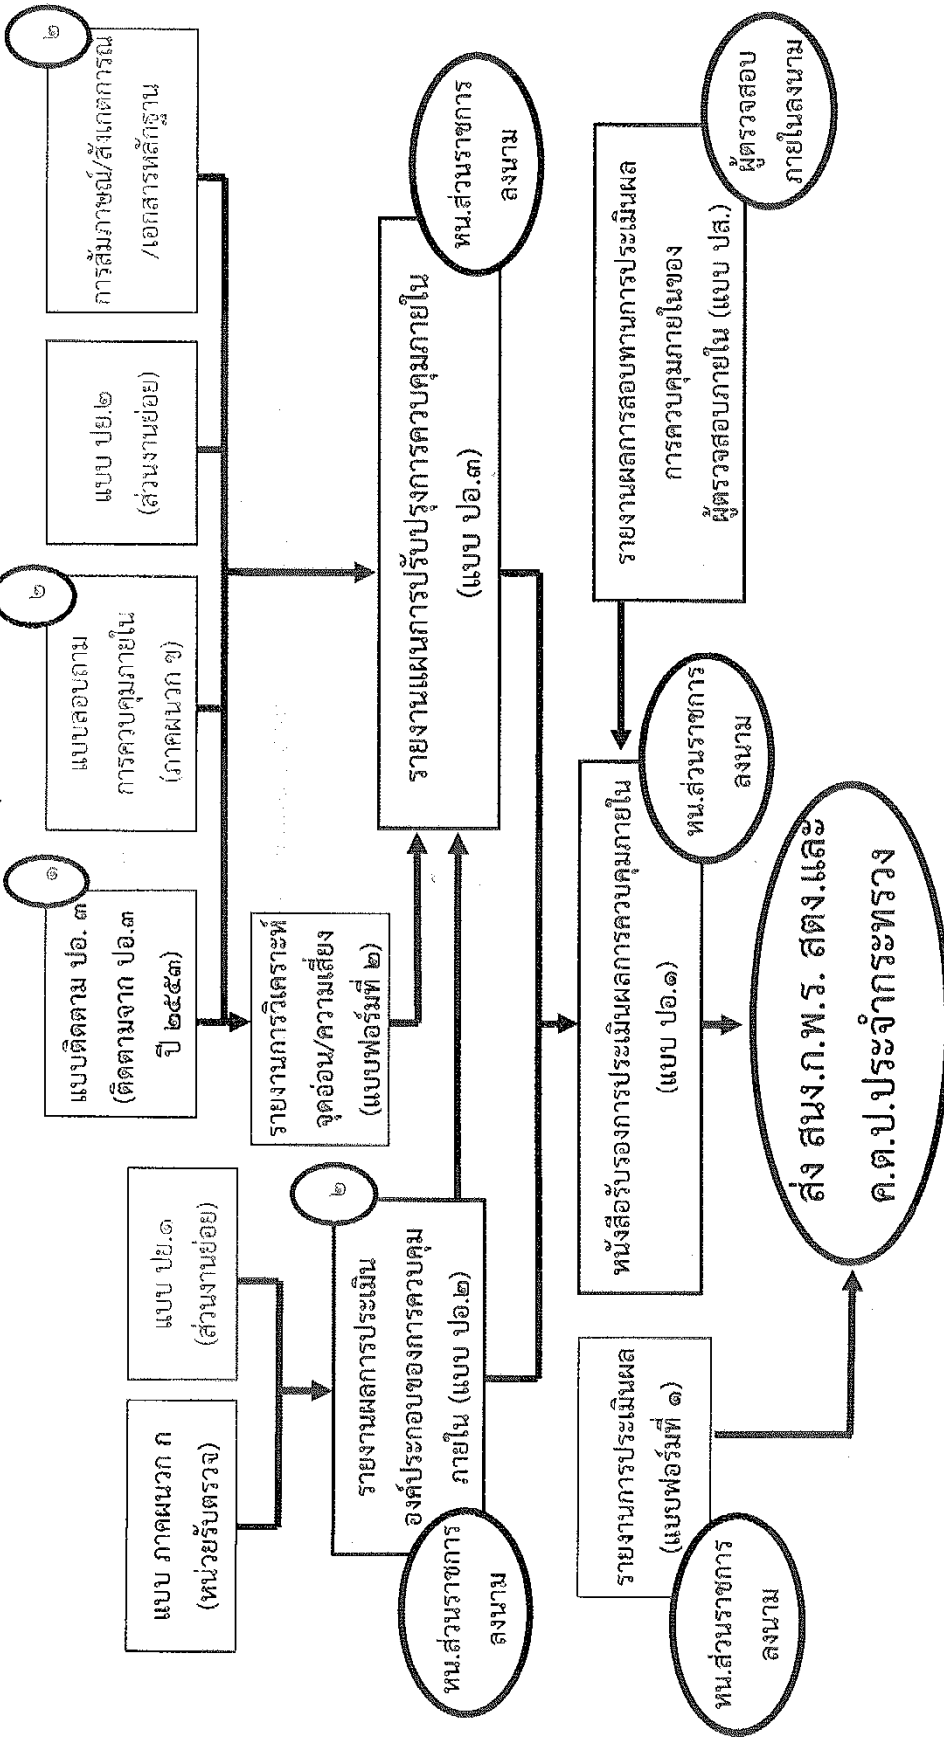 แบบ ภาคผนวก ก
(หน่วยรับตรวจ)
แบบ ปย.๑
(ส่วนงานย่อย)
๑
แบบติดตาม ปอ. ๓
(ติดตามจาก ปอ.๓
ปี ๒๕๕๓)
๒
แบบสอบถาม
การควบคุมภายใน
(ภาคผนวก ข)
แบบ ปย.๒
(ส่วนงานย่อย)
๒
การสัมภาษณ์/สังเกตการณ์
/เอกสารหลักฐาน
รายงานการวิเคราะห์
จุดอ่อน/ความเสี่ยง
(แบบฟอร์มที่ ๒)
๒
รายงานผลการประเมิน
องค์ประกอบของการควบคุม
ภายใน (แบบ ปอ.๒)
หน.ส่วนราชการ
ลงนาม
รายงานแผนการปรับปรุงการควบคุมภายใน
(แบบ ปอ.๓)
หน.ส่วนราชการ
ลงนาม
รายงานการประเมินผล
(แบบฟอร์มที่ ๑)
หน.ส่วนราชการ
ลงนาม
หนังสือรับรองการประเมินผลการควบคุมภายใน
(แบบ ปอ.๑)
หน.ส่วนราชการ
ลงนาม
รายงานผลการสอบทานการประเมินผล
การควบคุมภายในของ
ผู้ตรวจสอบภายใน (แบบ ปส.)
ผู้ตรวจสอบ
ภายในลงนาม
ส่ง สนง.ก.พ.ร. สตง.และ
ค.ต.ป.ประจำกระทรวง